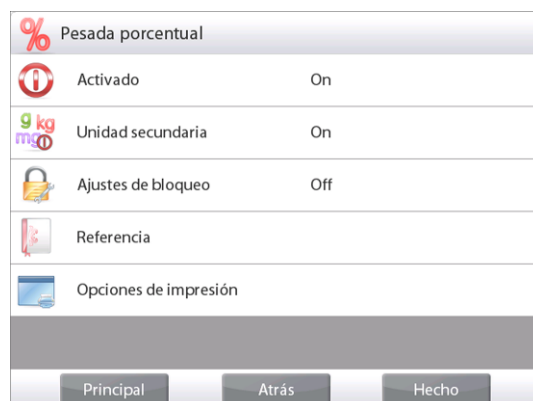 % Pesada porcentual
Activado On
g kg mg Unidad secundaria On
Ajustes de bloqueo Off
Referencia
Opciones de impresión
Principal Atrás Hecho